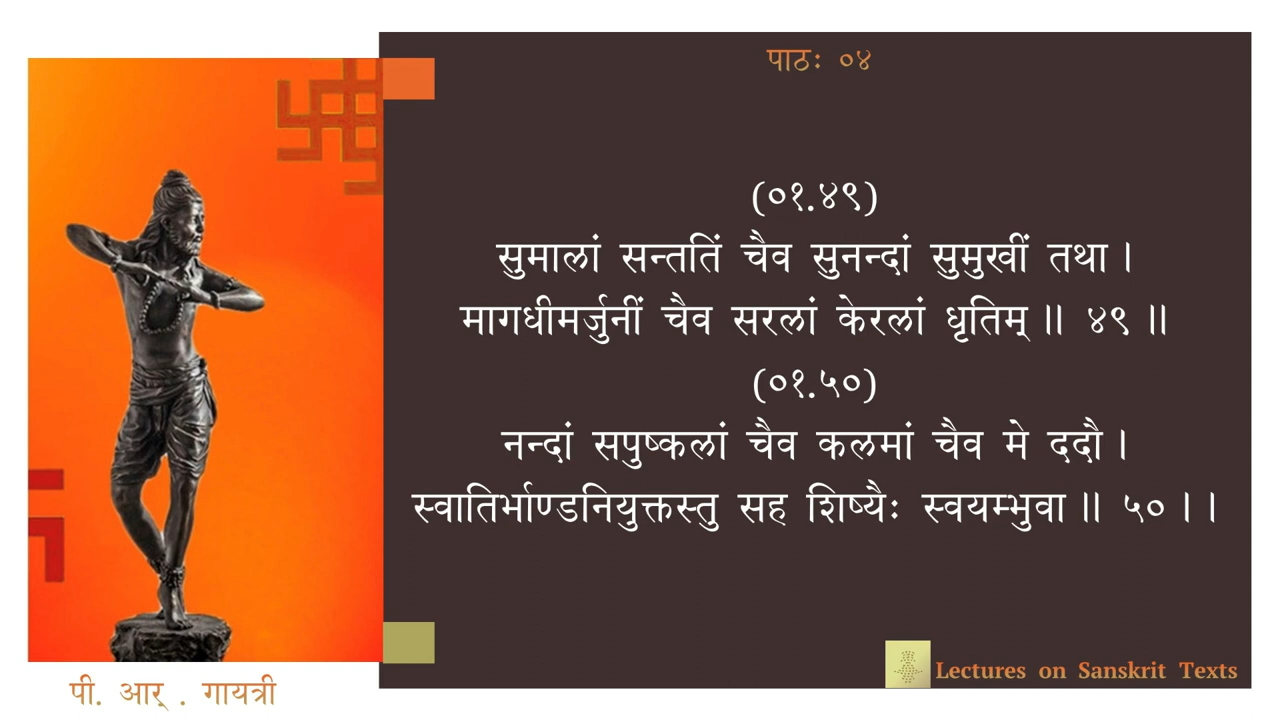 पाठः ०४
(०१.४९)
सुमालां सन्ततिं चैव सुनन्दां सुमुखीं तथा ।
मागधीमर्जुनीं चैव सरलां केरलां धृतिम् ॥ ४९ ॥
(०१.५०)
नन्दां सपुष्कलां चैव कलमां चैव मे ददौ ।
स्वातिर्भाण्डनियुक्तस्तु सह शिष्यैः स्वयम्भुवा ॥ ५० । ।
Lectures on Sanskrit Texts
पी. आर् . गायत्री